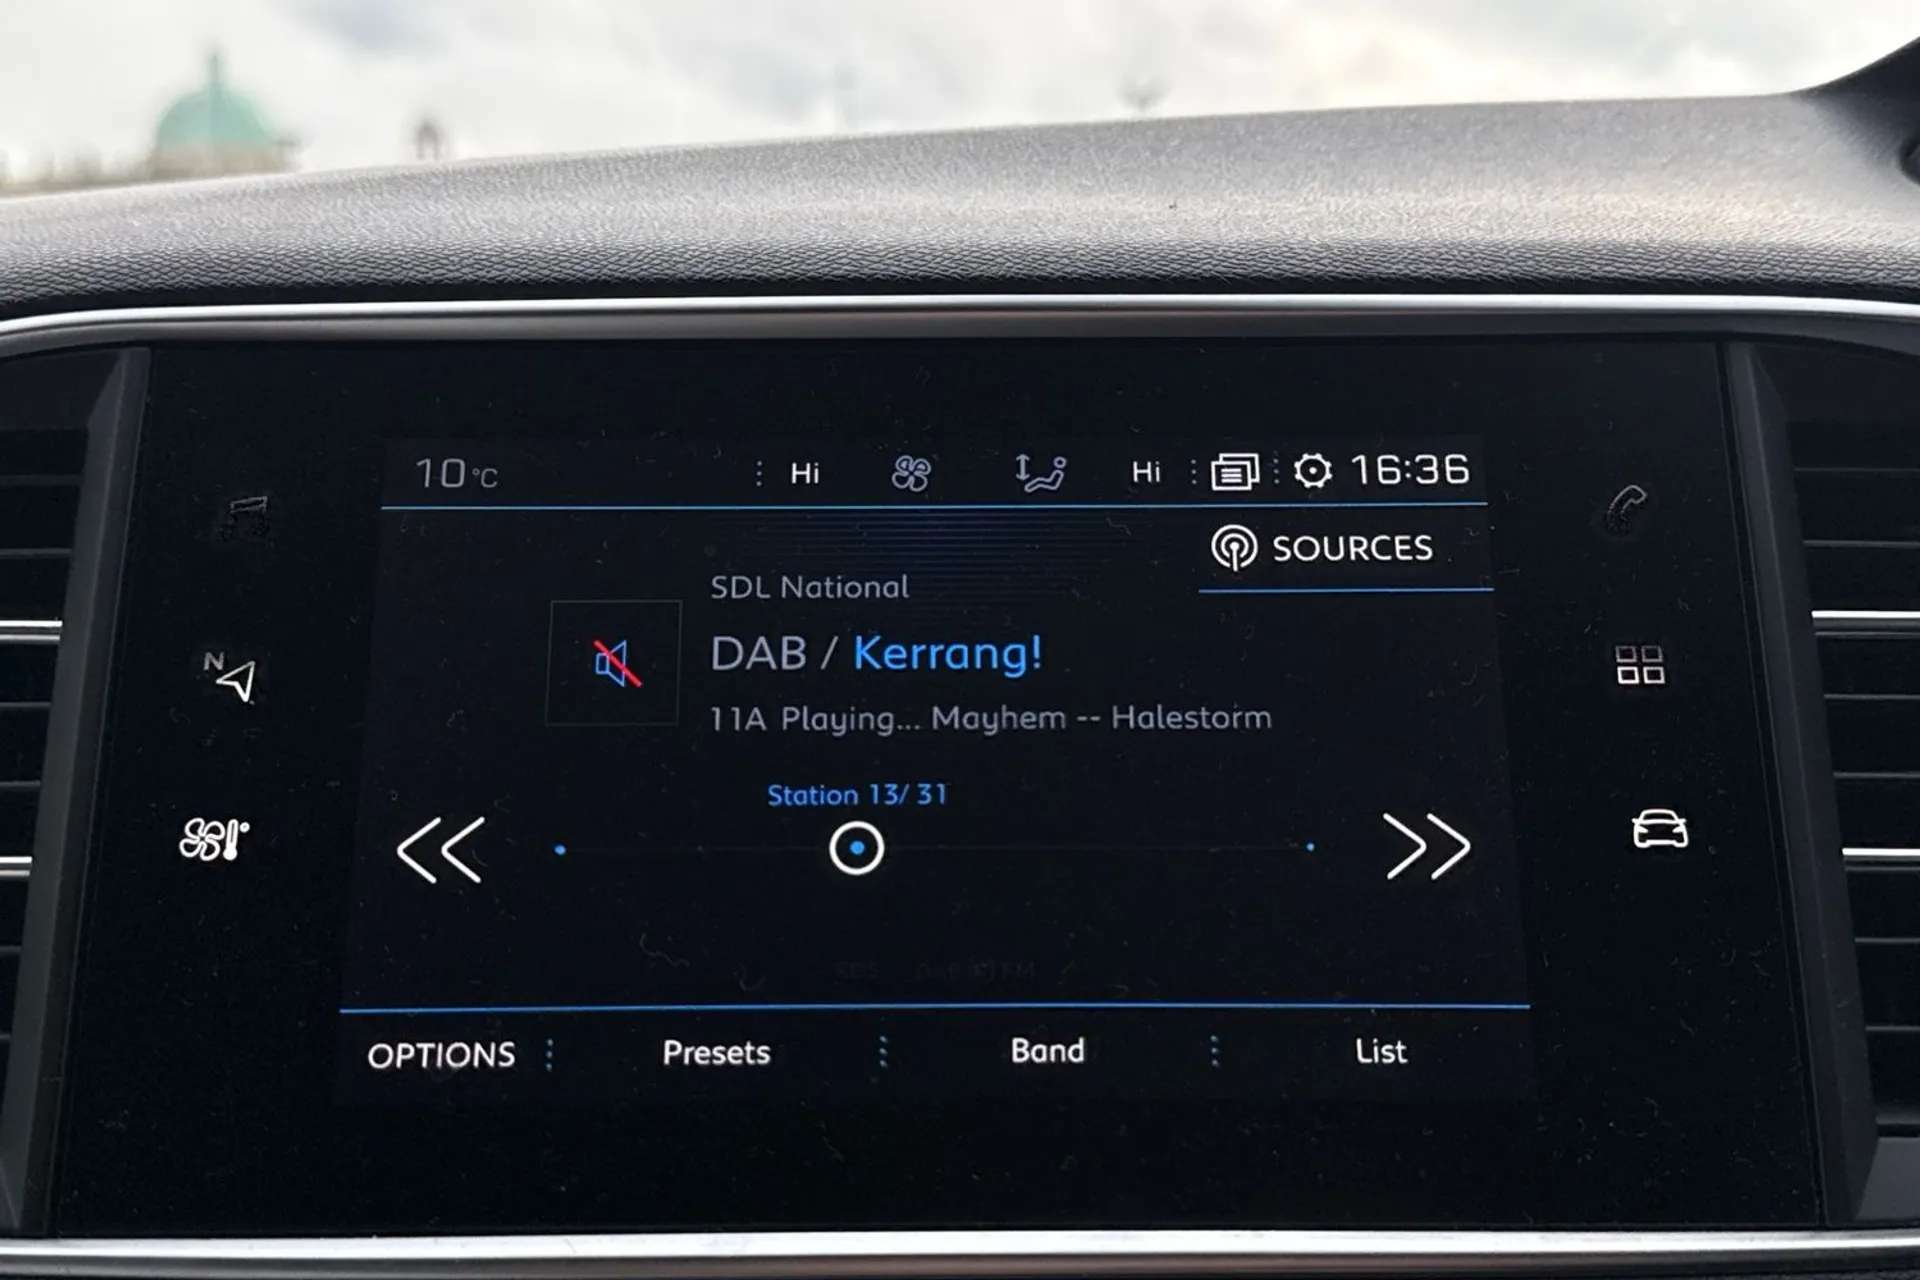 10°C Hi Hi 16:36
SOURCES
SDL National
DAB / Kerrang!
11A Playing... Mayhem -- Halestorm
Station 13/ 31
N
OPTIONS Presets Band List